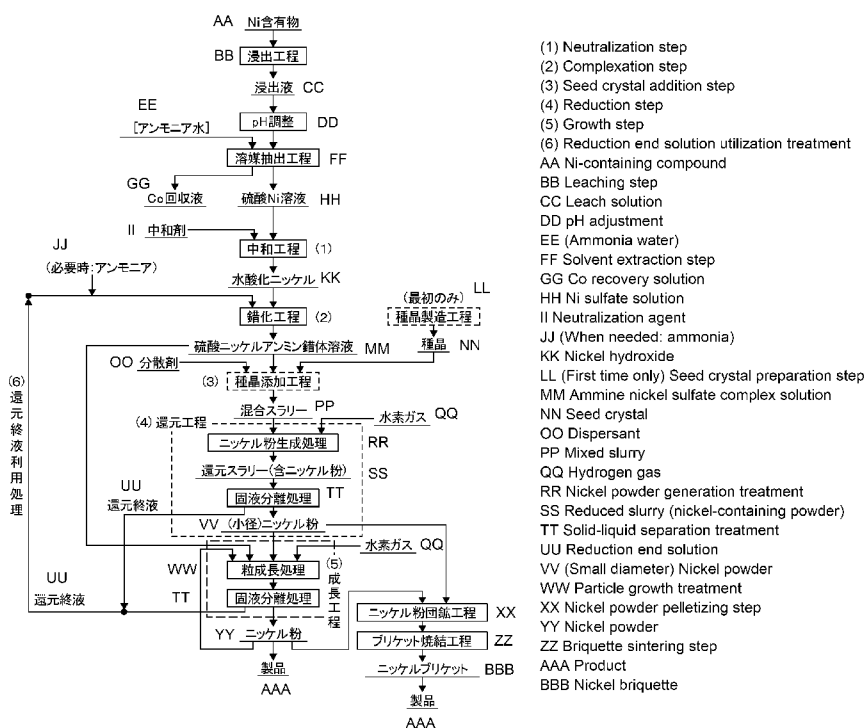 AA Ni含有物
BB 浸出工程
浸出液 CC
EE
[アンモニア水]
pH調整 DD
溶媒抽出工程 FF
GG
Co回収液
硫酸Ni溶液 HH
II 中和剤
中和工程 (1)
JJ
(必要時:アンモニア)
水酸化ニッケル KK
錯化工程 (2)
LL
(最初のみ)
種晶製造工程
硫酸ニッケルアンミン錯体溶液 MM
種晶 NN
OO 分散剤
(3) 種晶添加工程
混合スラリー PP
(4)還元工程
水素ガス QQ
ニッケル粉生成処理 RR
還元スラリー(含ニッケル粉) SS
固液分離処理 TT
UU
還元終液
VV (小径)ニッケル粉
(6)還元終液利用処理
水素ガス QQ
WW 粒成長処理
(5)成長工程
TT 固液分離処理
UU
還元終液
YY ニッケル粉
製品
AAA
ニッケル粉団鉱工程 XX
ブリケット焼結工程 ZZ
ニッケルブリケット BBB
製品
AAA
(1) Neutralization step
(2) Complexation step
(3) Seed crystal addition step
(4) Reduction step
(5) Growth step
(6) Reduction end solution utilization treatment
AA Ni-containing compound
BB Leaching step
CC Leach solution
DD pH adjustment
EE (Ammonia water)
FF Solvent extraction step
GG Co recovery solution
HH Ni sulfate solution
II Neutralization agent
JJ (When needed: ammonia)
KK Nickel hydroxide
LL (First time only) Seed crystal preparation step
MM Ammine nickel sulfate complex solution
NN Seed crystal
OO Dispersant
PP Mixed slurry
QQ Hydrogen gas
RR Nickel powder generation treatment
SS Reduced slurry (nickel-containing powder)
TT Solid-liquid separation treatment
UU Reduction end solution
VV (Small diameter) Nickel powder
WW Particle growth treatment
XX Nickel powder pelletizing step
YY Nickel powder
ZZ Briquette sintering step
AAA Product
BBB Nickel briquette